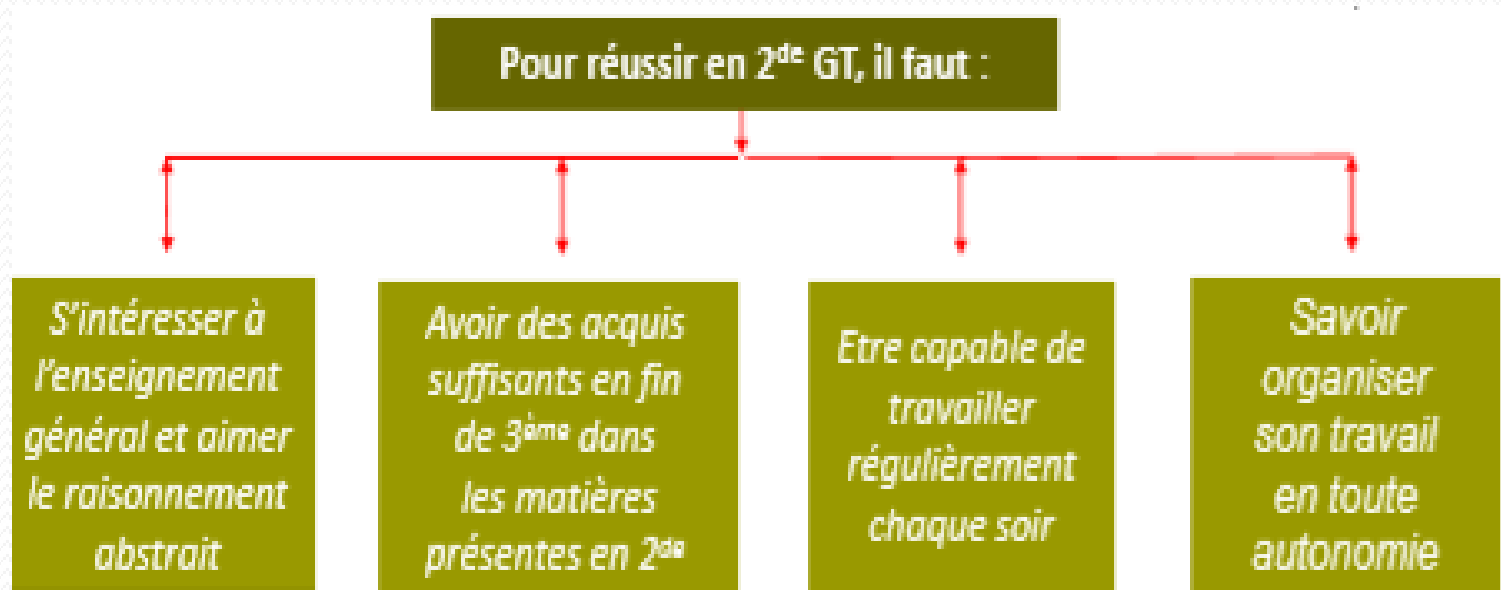 Pour réussir en 2de GT, il faut :
S'intéresser à
l'enseignement
général et aimer
le raisonnement
abstrait
Avoir des acquis
suffisants en fin
de 3ème dans
les matières
présentes en 2de
Etre capable de
travailler
régulièrement
chaque soir
Savoir
organiser
son travail
en toute
autonomie